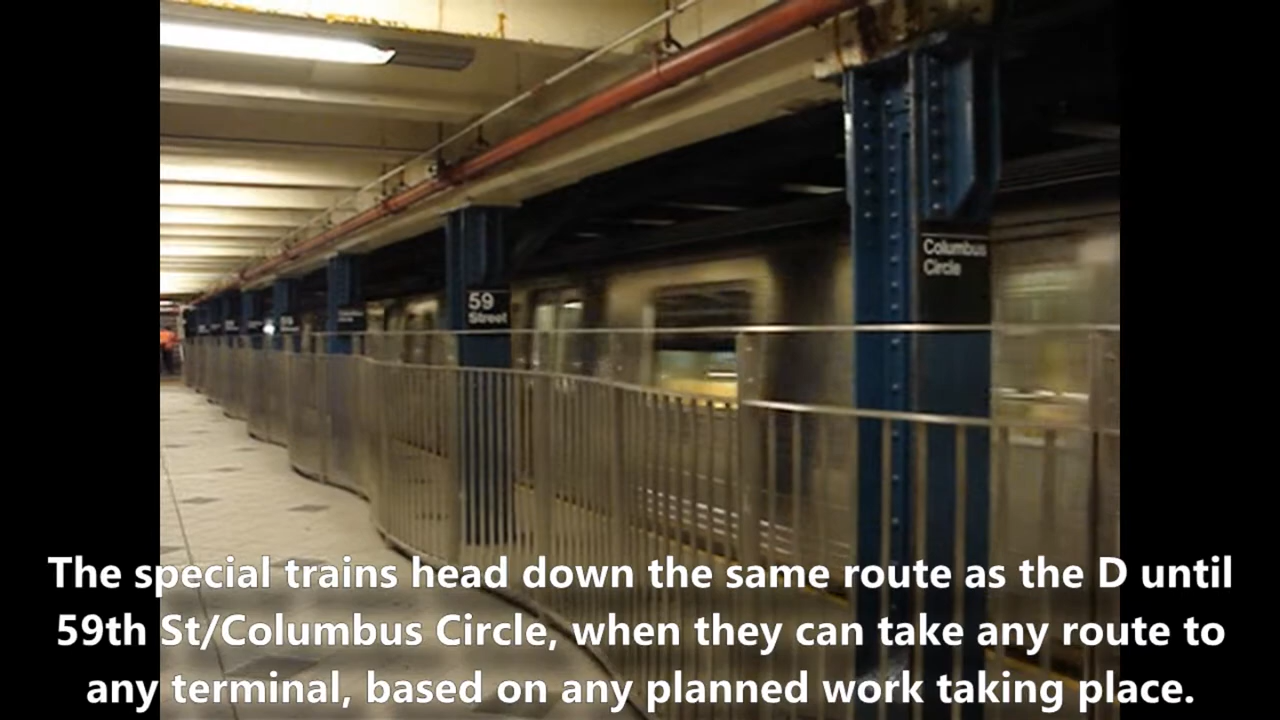 Columbus
Circle
59
Street
59
The special trains head down the same route as the D until
59th St/Columbus Circle, when they can take any route to
any terminal, based on any planned work taking place.